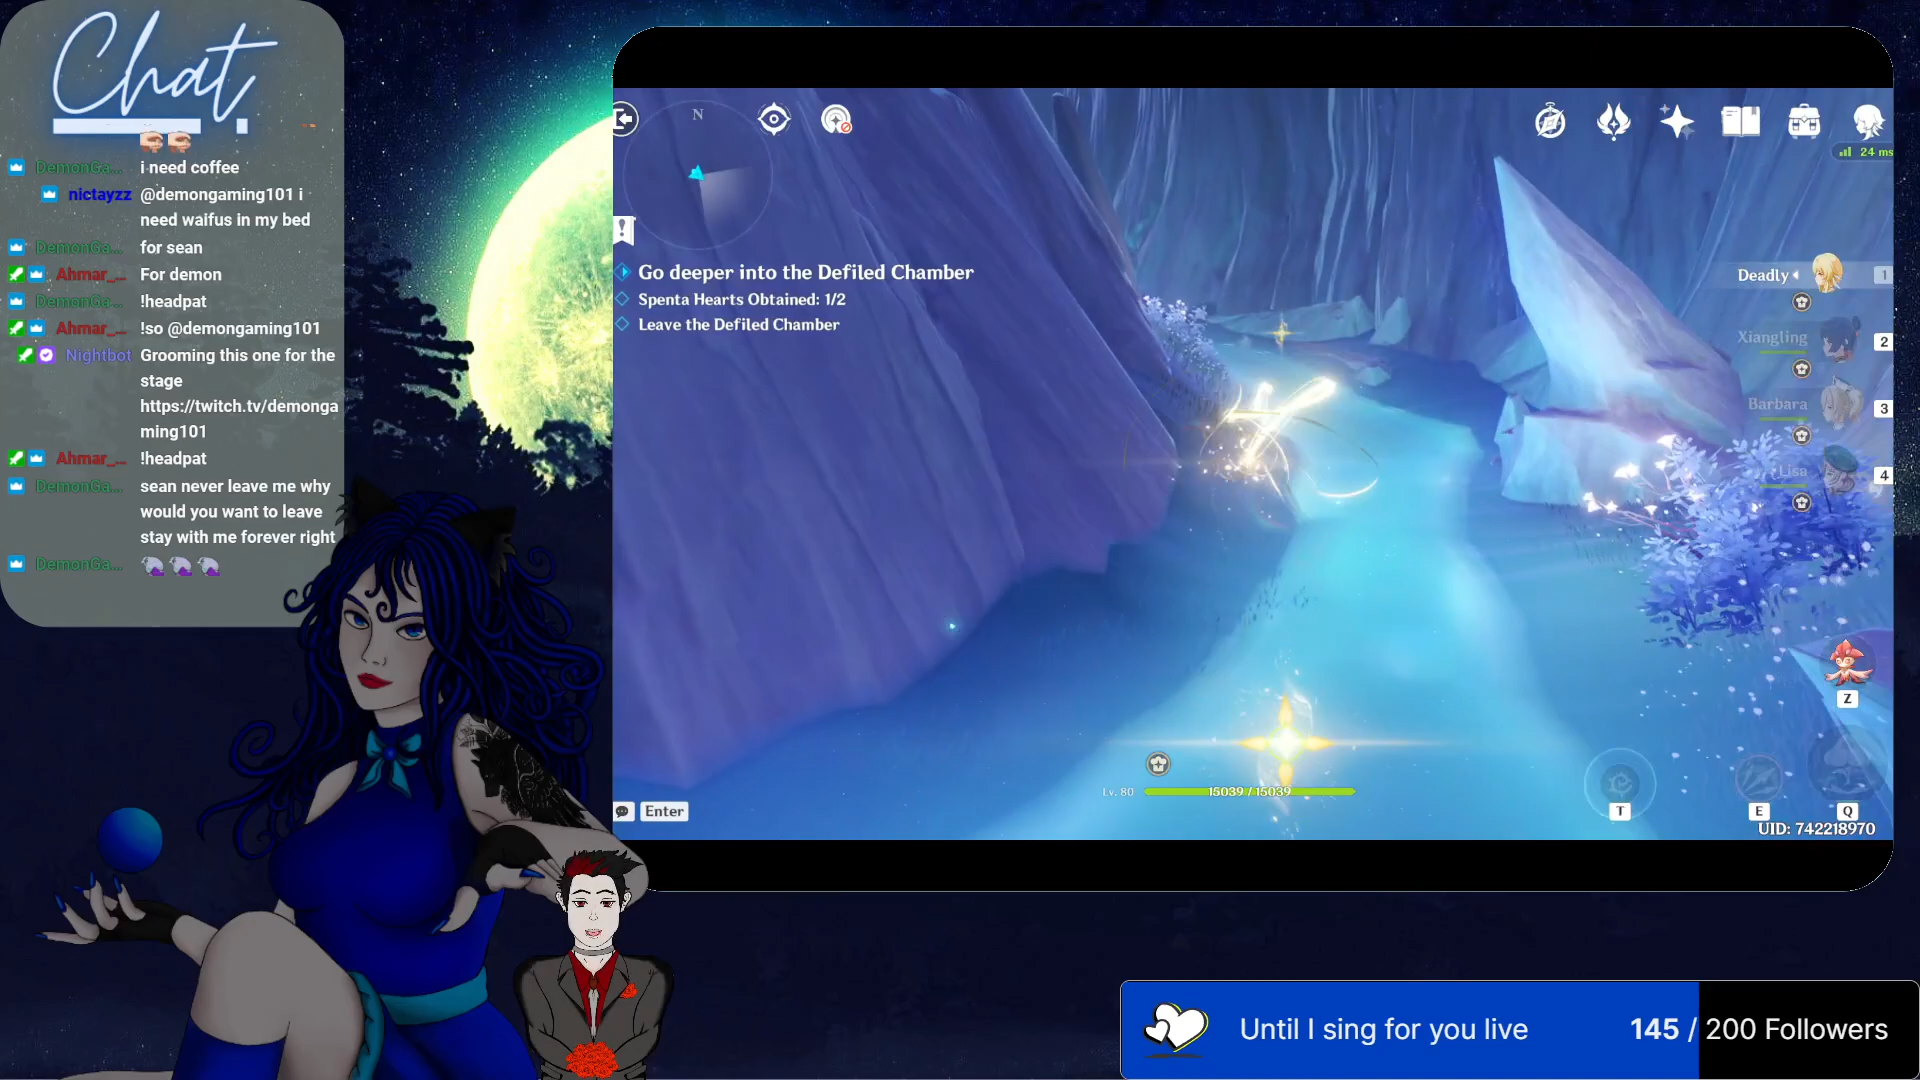 Chat
DemonGa... i need coffee
nictayzz @demongaming101 i
need waifus in my bed
DemonGa... for sean
Ahmar_... For demon
DemonGa... !headpat
Ahmar_... !so @demongaming101
Nightbot Grooming this one for the
stage
https://twitch.tv/demonga
ming101
Ahmar_... !headpat
DemonGa... sean never leave me why
would you want to leave
stay with me forever right
DemonGa...
N
24 ms
Go deeper into the Defiled Chamber
Spenta Hearts Obtained: 1/2
Leave the Defiled Chamber
Deadly 1
Xiangling 2
Barbara 3
Lisa 4
Z
Lv. 80 15039 / 15039
Enter
T E Q
UID: 742218970
Until I sing for you live 145 / 200 Followers